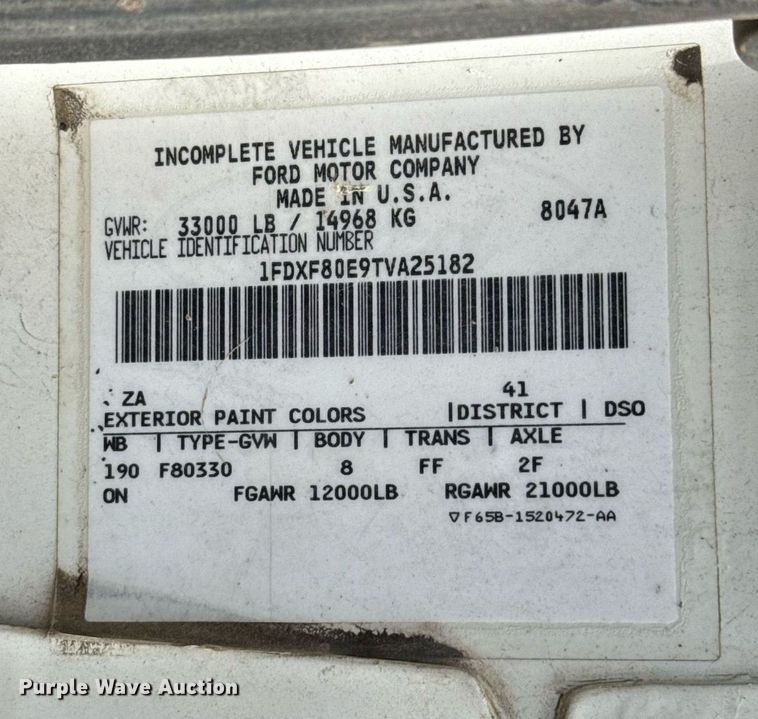 INCOMPLETE VEHICLE MANUFACTURED BY
FORD MOTOR COMPANY
MADE IN U.S.A.
GVWR: 33000 LB / 14968 KG 8047A
VEHICLE IDENTIFICATION NUMBER
1FDXF80E9TVA25182
ZA 41
EXTERIOR PAINT COLORS |DISTRICT | DSO
WB | TYPE-GVW | BODY | TRANS | AXLE
190 F80330 8 FF 2F
ON FGAWR 12000LB RGAWR 21000LB
▽F65B-1520472-AA
Purple Wave Auction